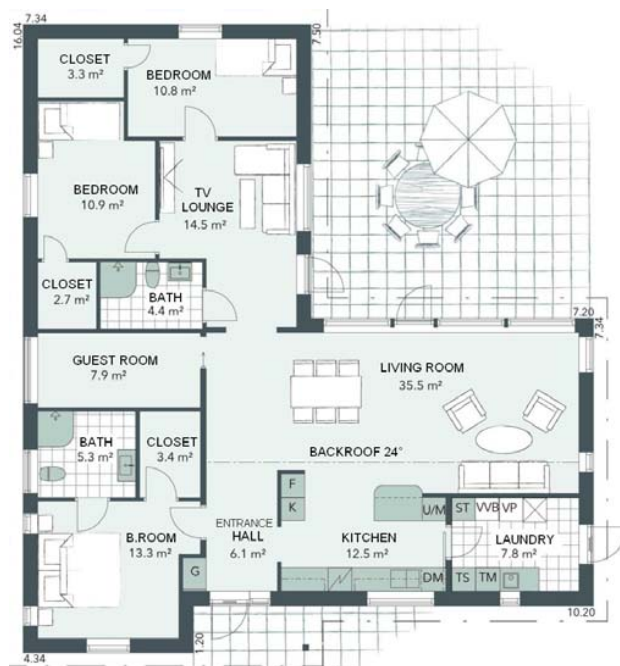 7.34
16.04
7.50
CLOSET
3.3 m²
BEDROOM
10.8 m²
BEDROOM
10.9 m²
TV
LOUNGE
14.5 m²
CLOSET
2.7 m²
BATH
4.4 m²
7.20
7.34
GUEST ROOM
7.9 m²
LIVING ROOM
35.5 m²
BATH
5.3 m²
CLOSET
3.4 m²
BACKROOF 24°
F
K
U/M
ST
VVB
VP
ENTRANCE
HALL
6.1 m²
KITCHEN
12.5 m²
LAUNDRY
7.8 m²
B.ROOM
13.3 m²
G
DM
TS
TM
10.20
1.20
4.34